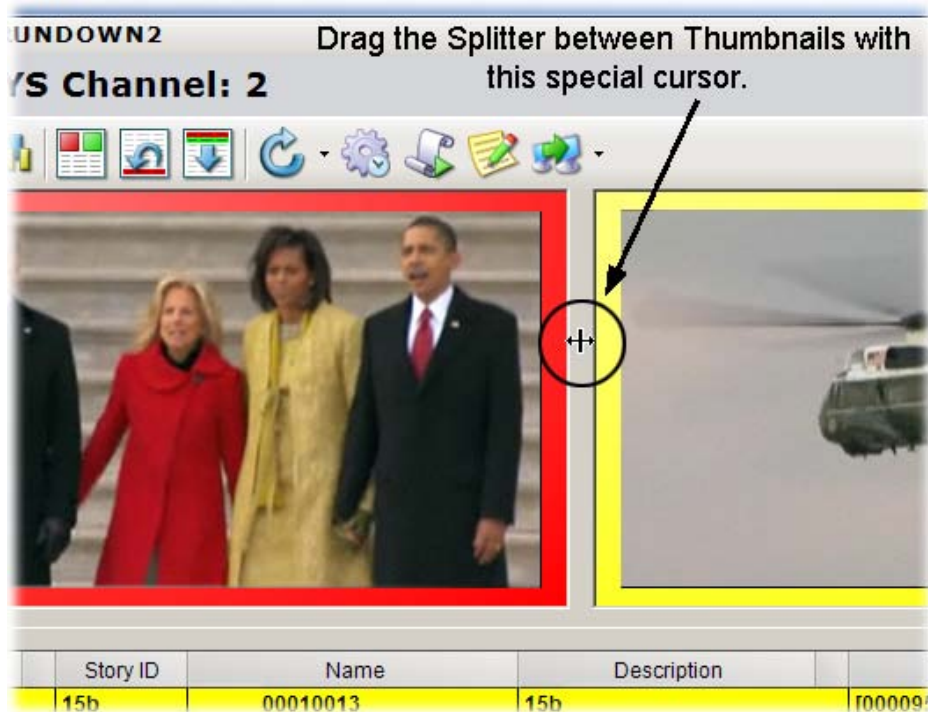 UNDOWN2
Drag the Splitter between Thumbnails with
this special cursor.
YS Channel: 2
Story ID
Name
Description
15b
00010013
15b
[000095